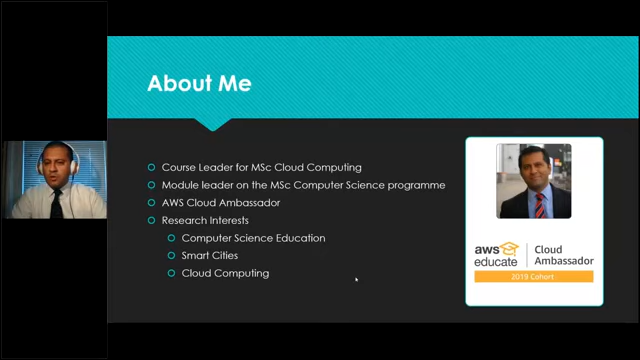 About Me
Course Leader for MSc Cloud Computing
Module leader on the MSc Computer Science programme
AWS Cloud Ambassador
Research Interests
Computer Science Education
Smart Cities
Cloud Computing
aws educate
Cloud Ambassador
2019 Cohort